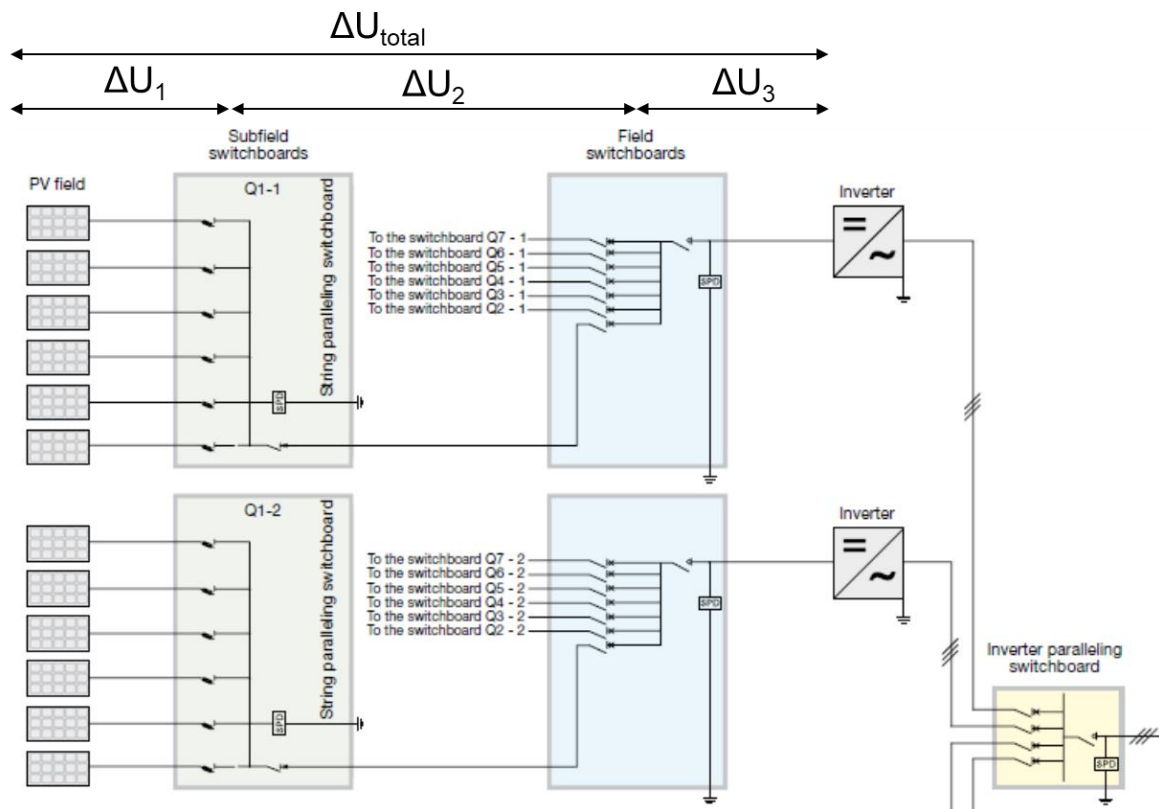 ΔUtotal
ΔU1
ΔU2
ΔU3
Subfield
switchboards
Field
switchboards
PV field
Q1-1
String paralleling switchboard
SPD
To the switchboard Q7 - 1
To the switchboard Q6 - 1
To the switchboard Q5 - 1
To the switchboard Q4 - 1
To the switchboard Q3 - 1
To the switchboard Q2 - 1
SPD
Inverter
Q1-2
String paralleling switchboard
SPD
To the switchboard Q7 - 2
To the switchboard Q6 - 2
To the switchboard Q5 - 2
To the switchboard Q4 - 2
To the switchboard Q3 - 2
To the switchboard Q2 - 2
SPD
Inverter
Inverter paralleling
switchboard
SPD